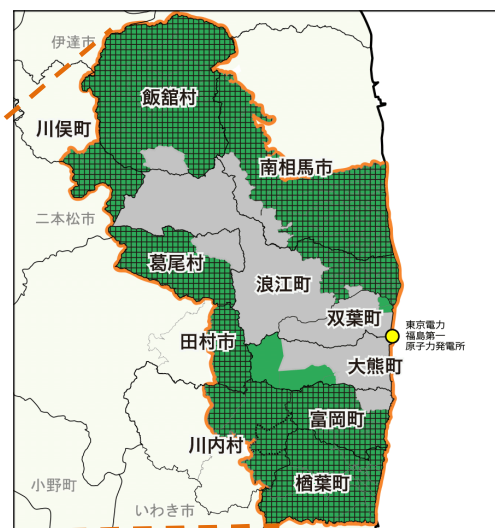 伊達市
飯舘村
川俣町
南相馬市
二本松市
葛尾村
浪江町
双葉町
東京電力
福島第一
原子力発電所
田村市
大熊町
富岡町
川内村
小野町
楢葉町
いわき市